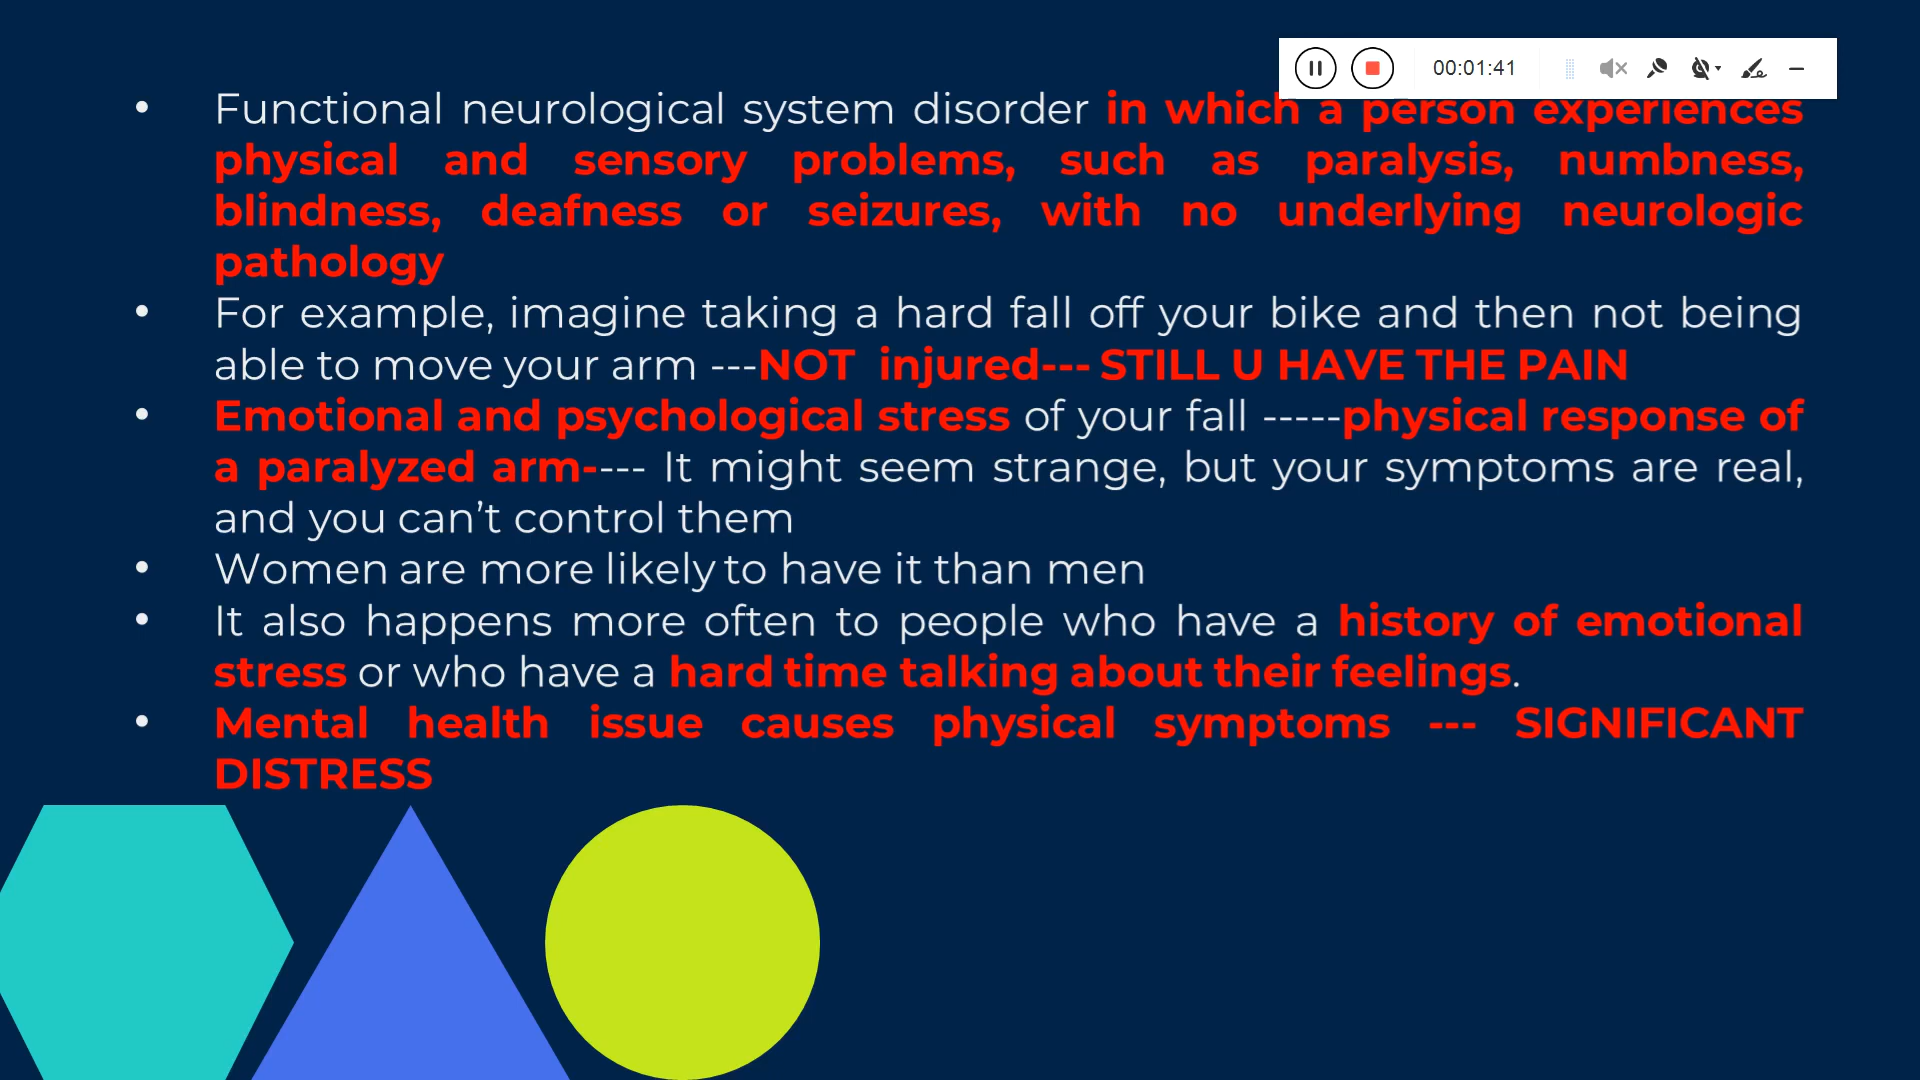 00:01:41
• Functional neurological system disorder in which a person experiences
physical and sensory problems, such as paralysis, numbness,
blindness, deafness or seizures, with no underlying neurologic
pathology
• For example, imagine taking a hard fall off your bike and then not being
able to move your arm ---NOT injured--- STILL U HAVE THE PAIN
• Emotional and psychological stress of your fall -----physical response of
a paralyzed arm---- It might seem strange, but your symptoms are real,
and you can’t control them
• Women are more likely to have it than men
• It also happens more often to people who have a history of emotional
stress or who have a hard time talking about their feelings.
• Mental health issue causes physical symptoms --- SIGNIFICANT
DISTRESS